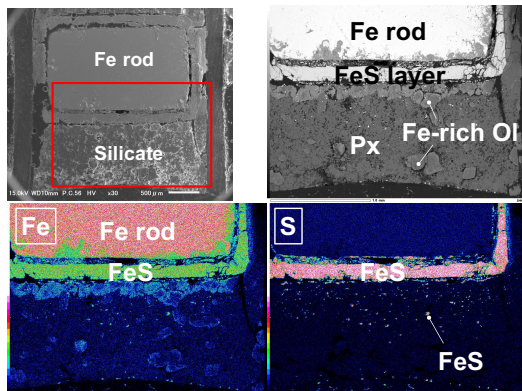 Fe rod
Silicate
15.0kV WD10mm P.C.56 HV x30 500μm
Fe rod
FeS layer
Fe-rich Ol
Px
Fe
Fe rod
FeS
S
FeS
FeS